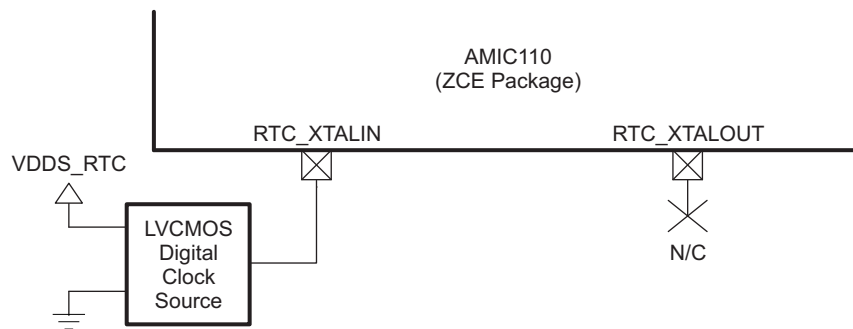 AMIC110
(ZCE Package)
RTC_XTALIN
RTC_XTALOUT
VDDS_RTC
LVCMOS
Digital
Clock
Source
N/C